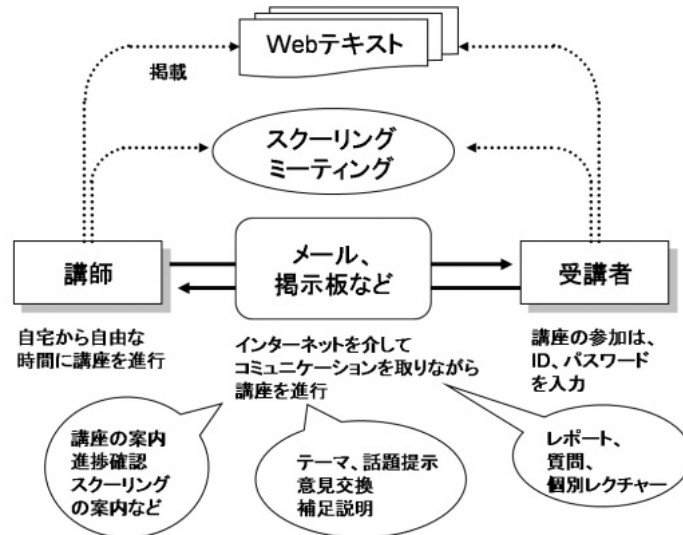 Webテキスト
掲載
スクーリング
ミーティング
講師
メール、
掲示板など
受講者
自宅から自由な
時間に講座を進行
インターネットを介して
コミュニケーションを取りながら
講座を進行
講座の参加は、
ID、パスワード
を入力
講座の案内
進捗確認
スクーリング
の案内など
テーマ、話題提示
意見交換
補足説明
レポート、
質問、
個別レクチャー